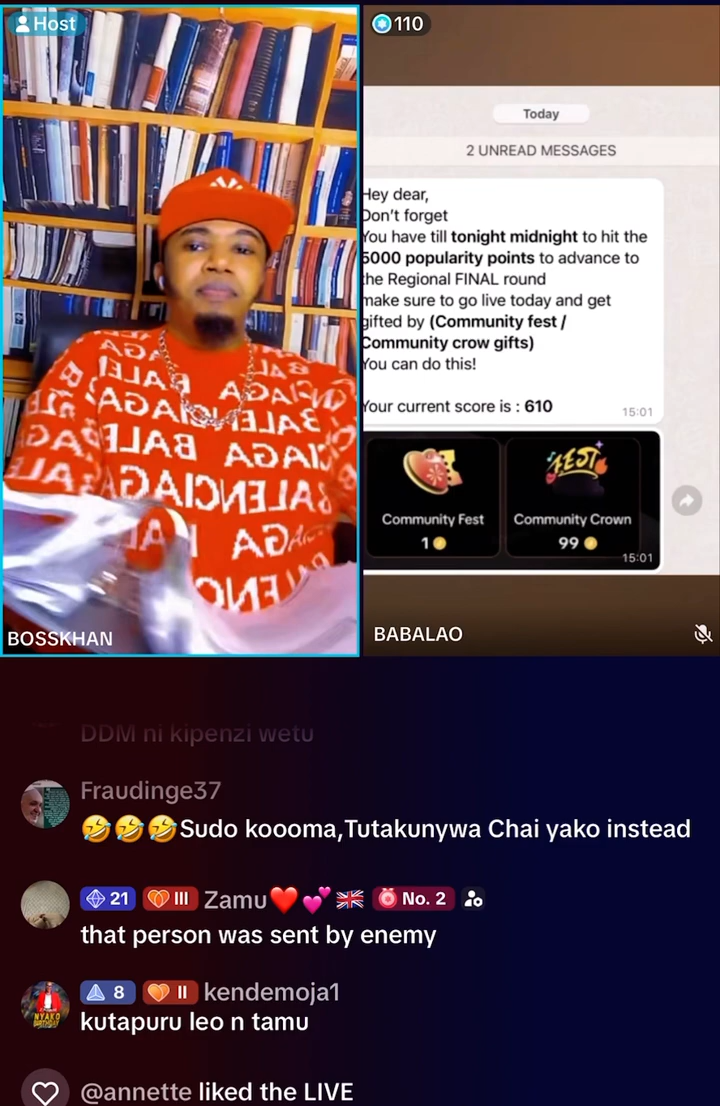 Host
110
Today
2 UNREAD MESSAGES
Hey dear,
Don't forget
You have till tonight midnight to hit the
5000 popularity points to advance to
the Regional FINAL round
make sure to go live today and get
gifted by (Community fest /
Community crow gifts)
You can do this!
Your current score is : 610
15:01
Community Fest
1
FEST
Community Crown
99
15:01
BALENCIAGA
BOSSKHAN
BABALAO
DDM ni kipenzi wetu
Fraudinge37
🤣🤣🤣Sudo koooma,Tutakunywa Chai yako instead
21 III Zamu❤️💕🇬🇧 No. 2
that person was sent by enemy
8 II kendemoja1
kutapuru leo n tamu
@annette liked the LIVE